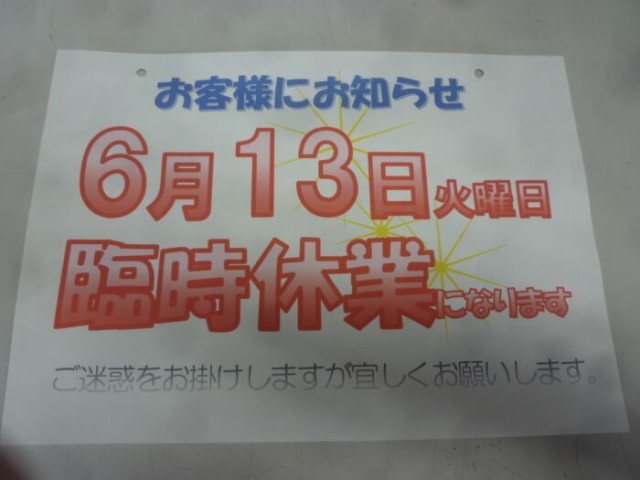 お客様にお知らせ
6月13日火曜日
臨時休業になります
ご迷惑をお掛けしますが宜しくお願いします。